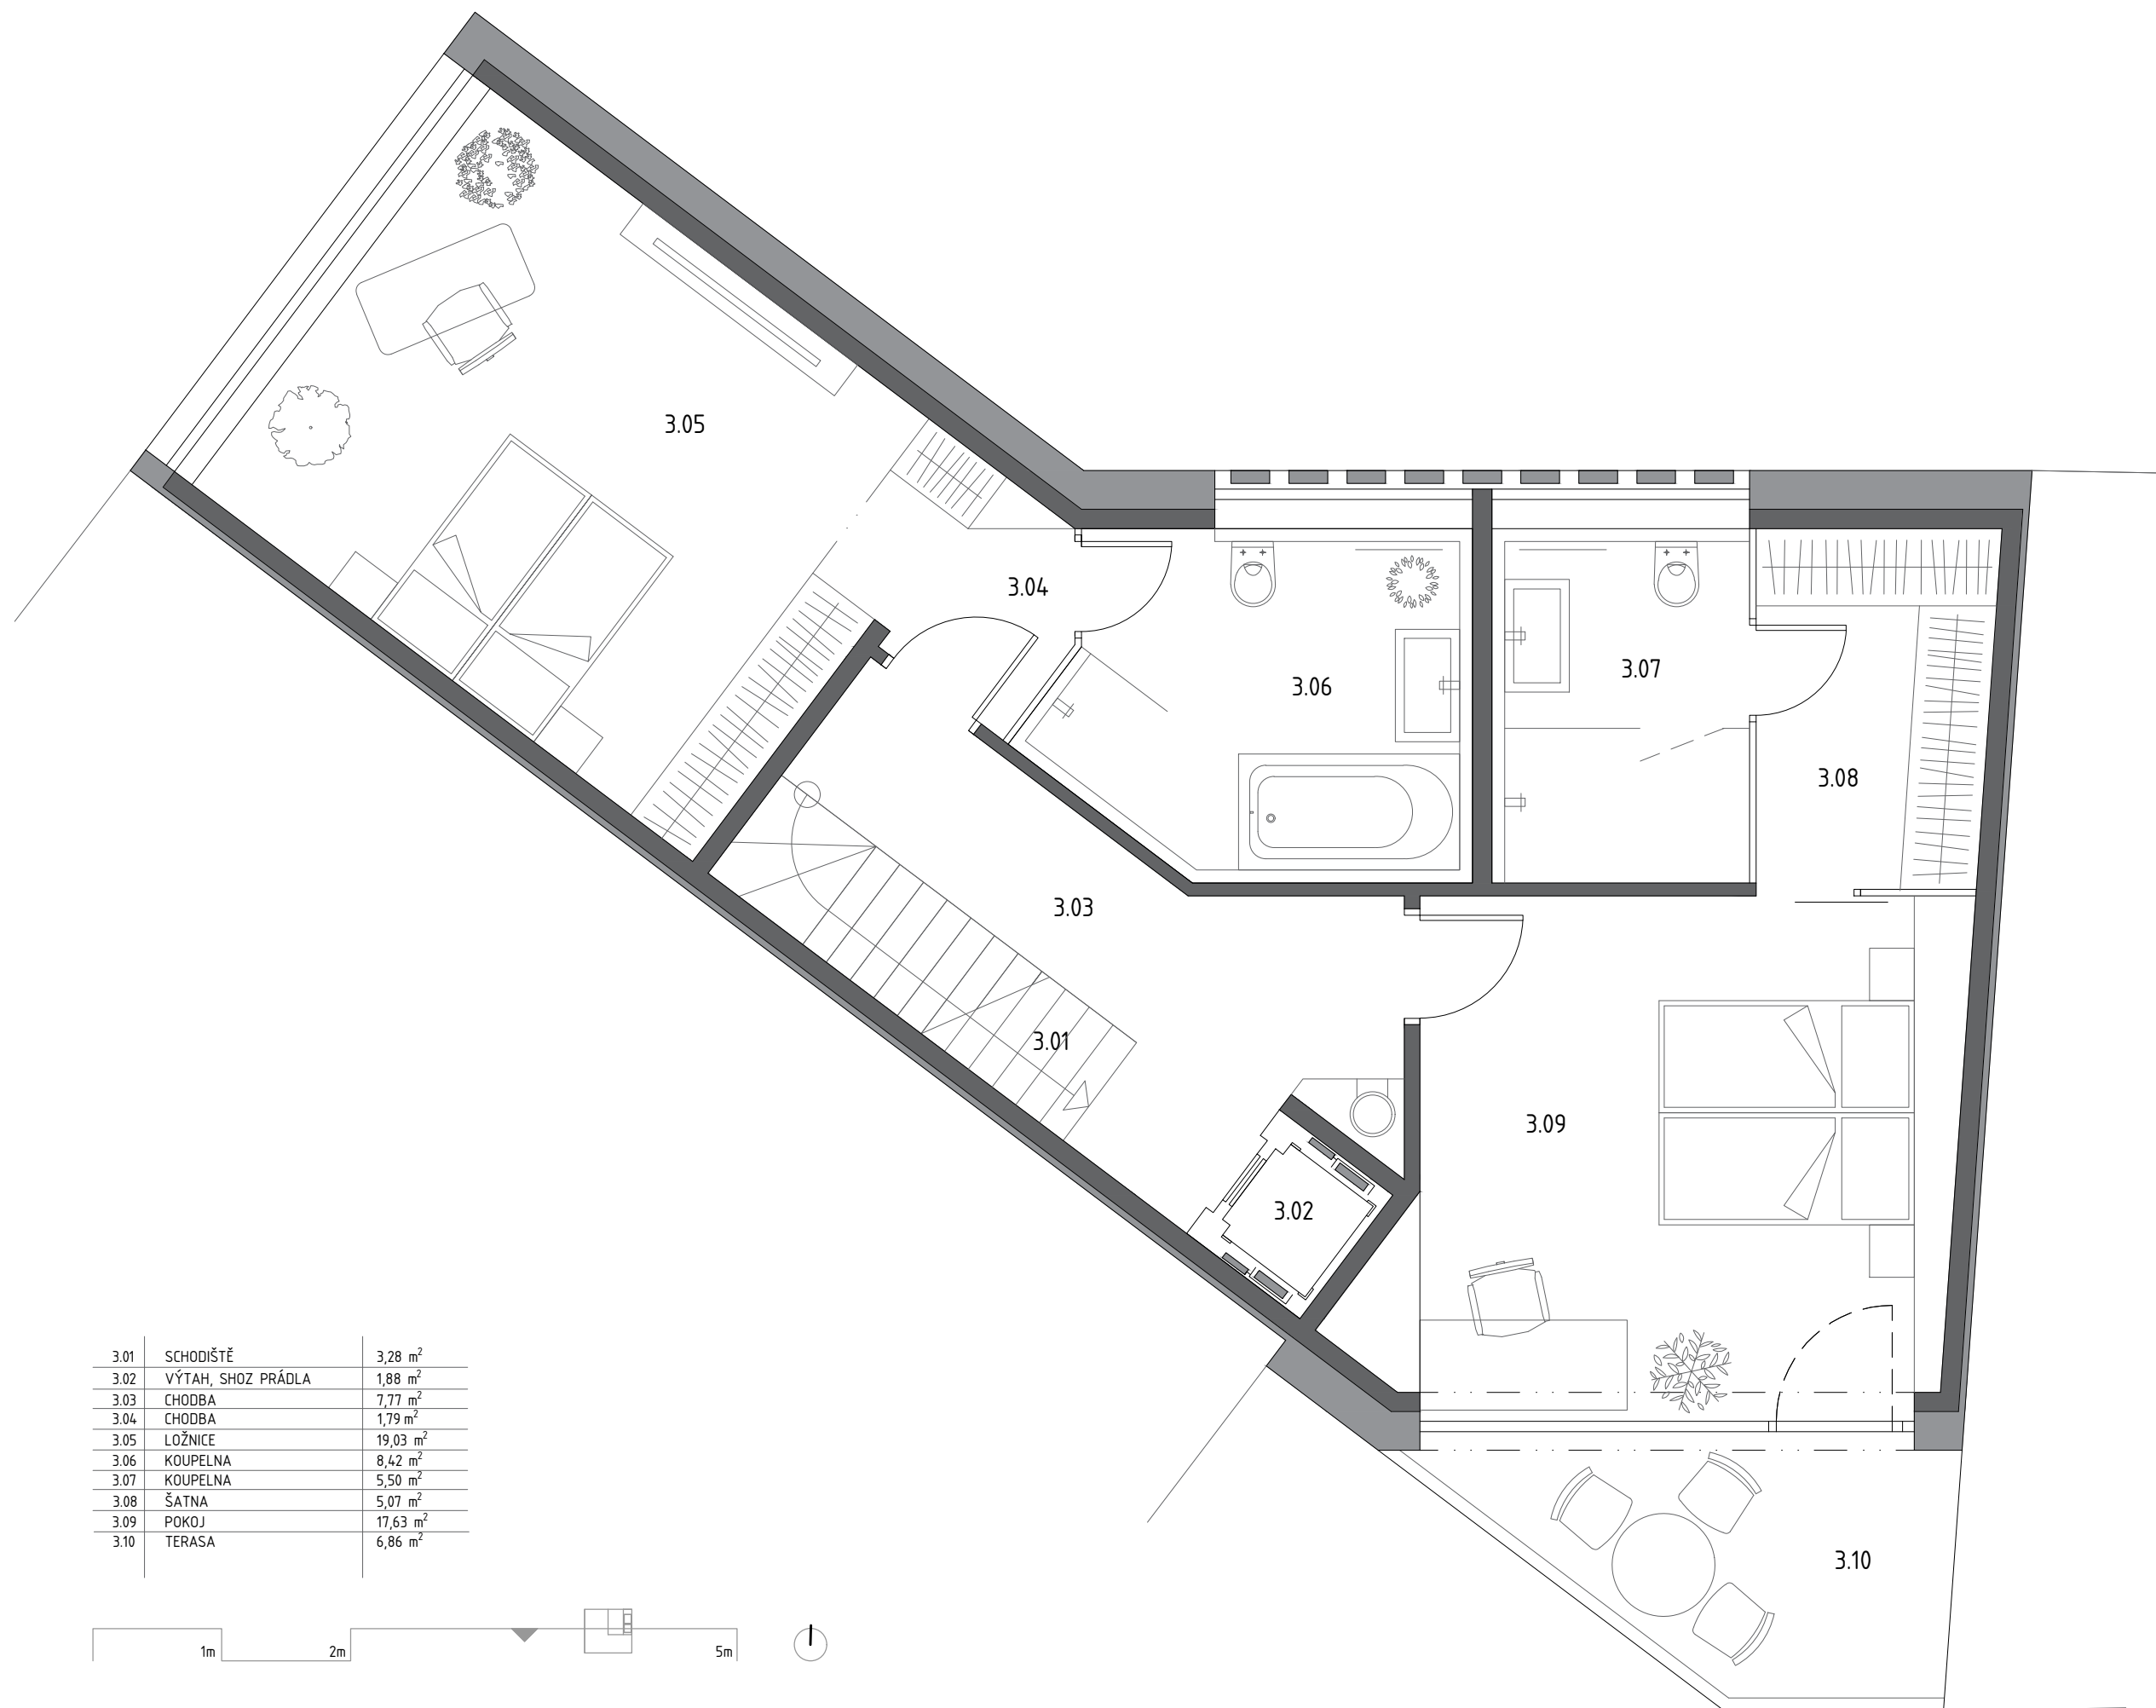 3.05
3.04
3.06
3.07
3.08
3.03
3.01
3.09
3.02
3.10
3.01 SCHODIŠTĚ 3,28 m²
3.02 VÝTAH, SHOZ PRÁDLA 1,88 m²
3.03 CHODBA 7,77 m²
3.04 CHODBA 1,79 m²
3.05 LOŽNICE 19,03 m²
3.06 KOUPELNA 8,42 m²
3.07 KOUPELNA 5,50 m²
3.08 ŠATNA 5,07 m²
3.09 POKOJ 17,63 m²
3.10 TERASA 6,86 m²
1m 2m 5m